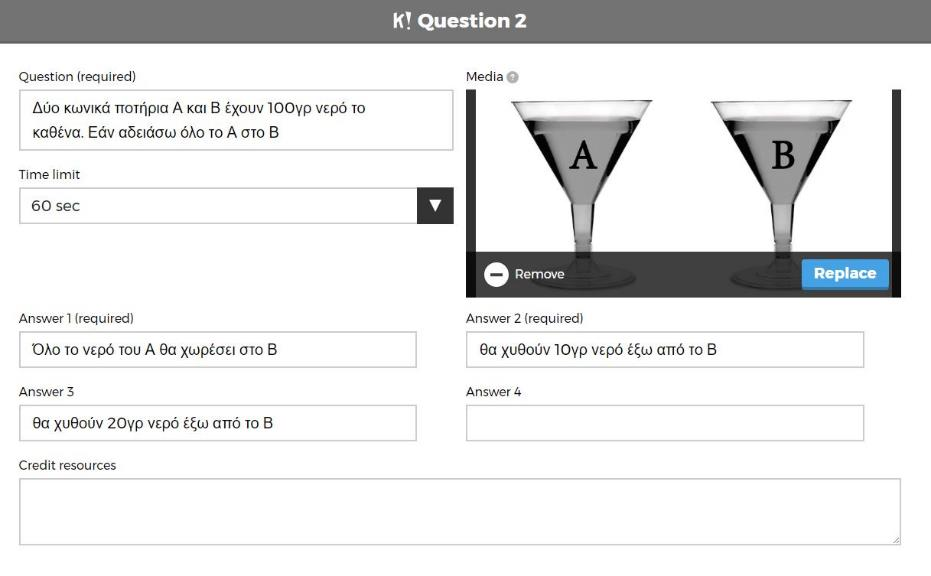 K! Question 2
Question (required)
Δύο κωνικά ποτήρια Α και Β έχουν 100γρ νερό το
καθένα. Εάν αδειάσω όλο το Α στο Β
Time limit
60 sec
Media ?
A B
Remove
Replace
Answer 1 (required)
Όλο το νερό του Α θα χωρέσει στο Β
Answer 2 (required)
θα χυθούν 10γρ νερό έξω από το Β
Answer 3
θα χυθούν 20γρ νερό έξω από το Β
Answer 4
Credit resources